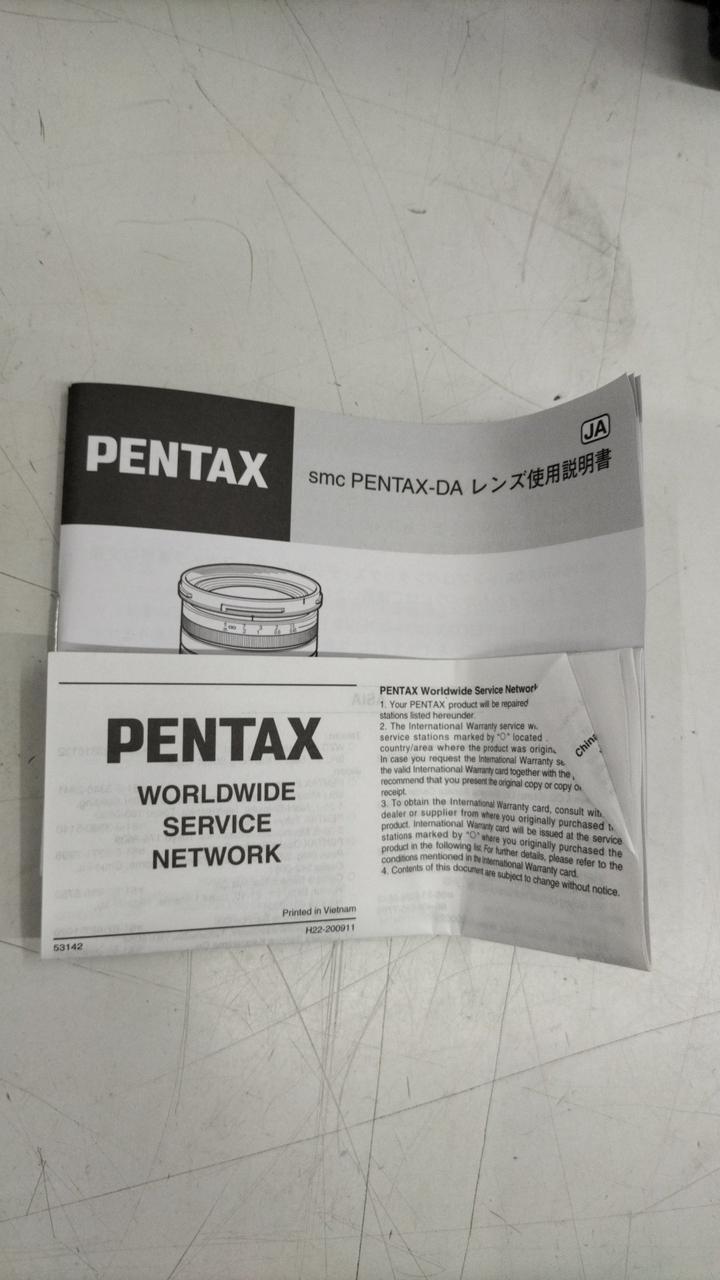 PENTAX
JA
smc PENTAX-DA レンズ使用説明書
PENTAX
WORLDWIDE
SERVICE
NETWORK
Printed in Vietnam
H22-200911
53142
PENTAX Worldwide Service Network
1. Your PENTAX product will be repaired
stations listed hereunder.
2. The International Warranty service
service stations marked by "O" located
country/area where the product was
In case you request the International Warranty
the valid International Warranty card together with the
recommend that you present the original copy or copy
receipt.
3. To obtain the International Warranty card, consult with
dealer or supplier from where you originally purchased
product. International Warranty card will be issued at the service
stations marked by "O" where you originally purchased the
product in the following list. For further details, please refer to the
conditions mentioned in the International Warranty card.
4. Contents of this document are subject to change without notice.
China